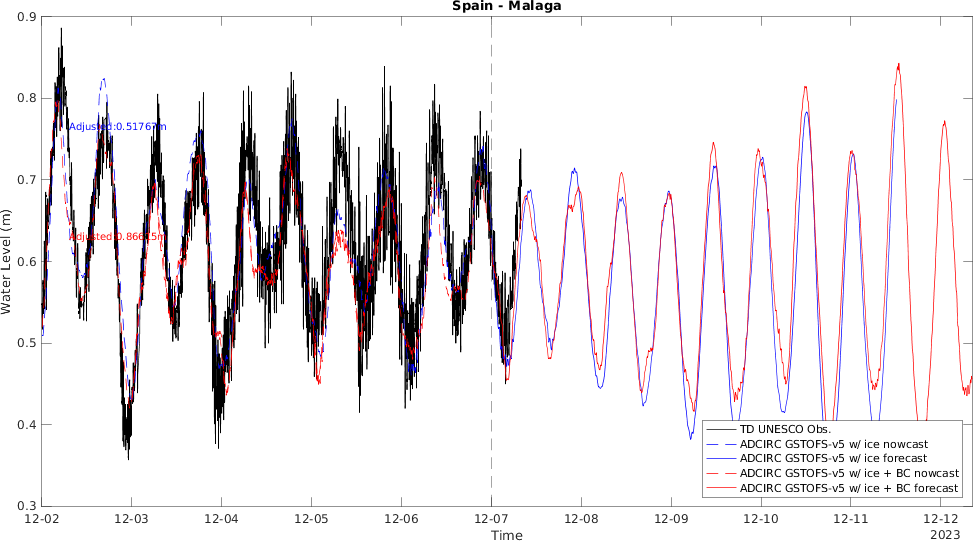 Spain - Malaga
0.9
0.8
0.7
0.6
0.5
0.4
0.3
Water Level (m)
Adjusted:0.51767m
TD UNESCO Obs.
ADCIRC GSTOFS-v5 w/ ice nowcast
ADCIRC GSTOFS-v5 w/ ice forecast
ADCIRC GSTOFS-v5 w/ ice + BC nowcast
ADCIRC GSTOFS-v5 w/ ice + BC forecast
12-02 12-03 12-04 12-05 12-06 12-07 12-08 12-09 12-10 12-11 12-12
Time
2023